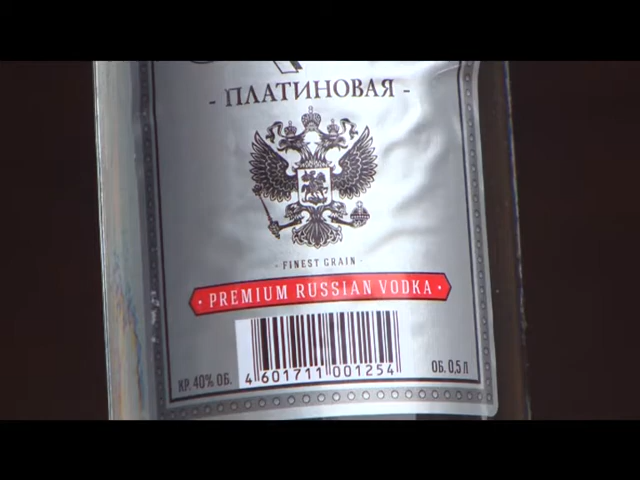 - ПЛАТИНОВАЯ -
- FINEST GRAIN -
· PREMIUM RUSSIAN VODKA ·
КР. 40% ОБ.
4 601711 001254
ОБ. 0,5 Л